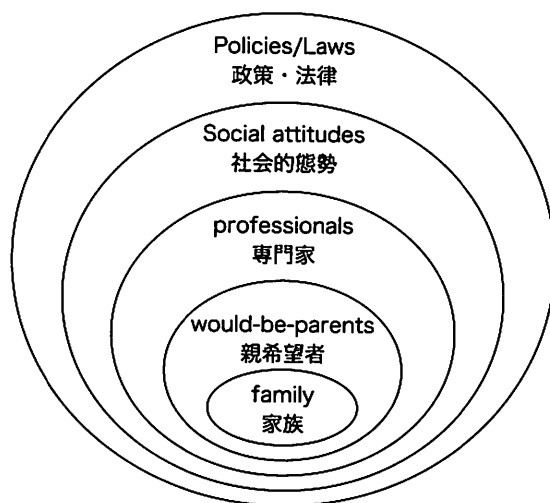 Policies/Laws
政策・法律
Social attitudes
社会的態勢
professionals
専門家
would-be-parents
親希望者
family
家族